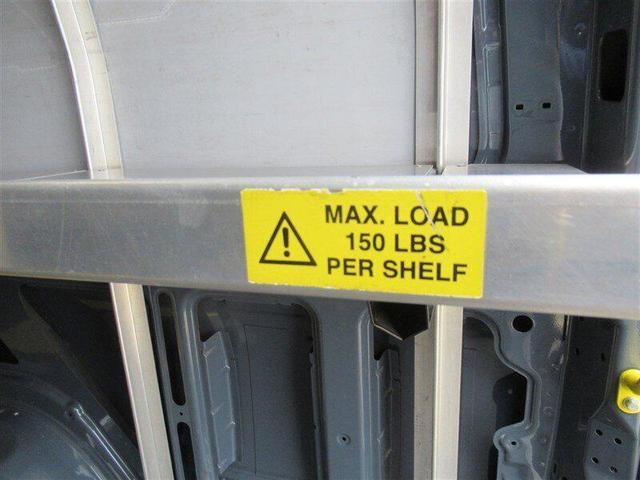 MAX. LOAD
150 LBS
PER SHELF